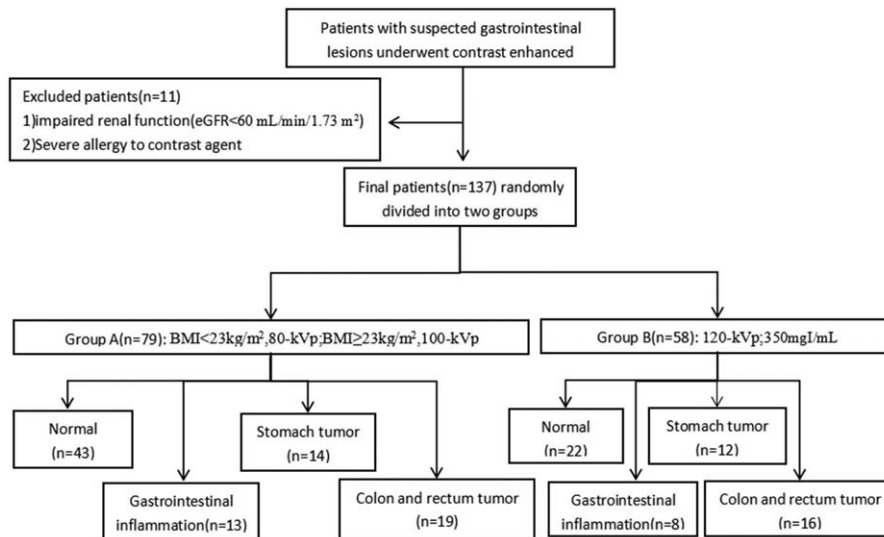 Patients with suspected gastrointestinal
lesions underwent contrast enhanced
Excluded patients(n=11)
1)impaired renal function(eGFR<60 mL/min/1.73 m²)
2)Severe allergy to contrast agent
Final patients(n=137) randomly
divided into two groups
Group A(n=79): BMI<23kg/m²,80-kVp;BMI≥23kg/m²,100-kVp
Group B(n=58): 120-kVp;350mgI/mL
Normal
(n=43)
Stomach tumor
(n=14)
Gastrointestinal
inflammation(n=13)
Colon and rectum tumor
(n=19)
Normal
(n=22)
Stomach tumor
(n=12)
Gastrointestinal
inflammation(n=8)
Colon and rectum tumor
(n=16)